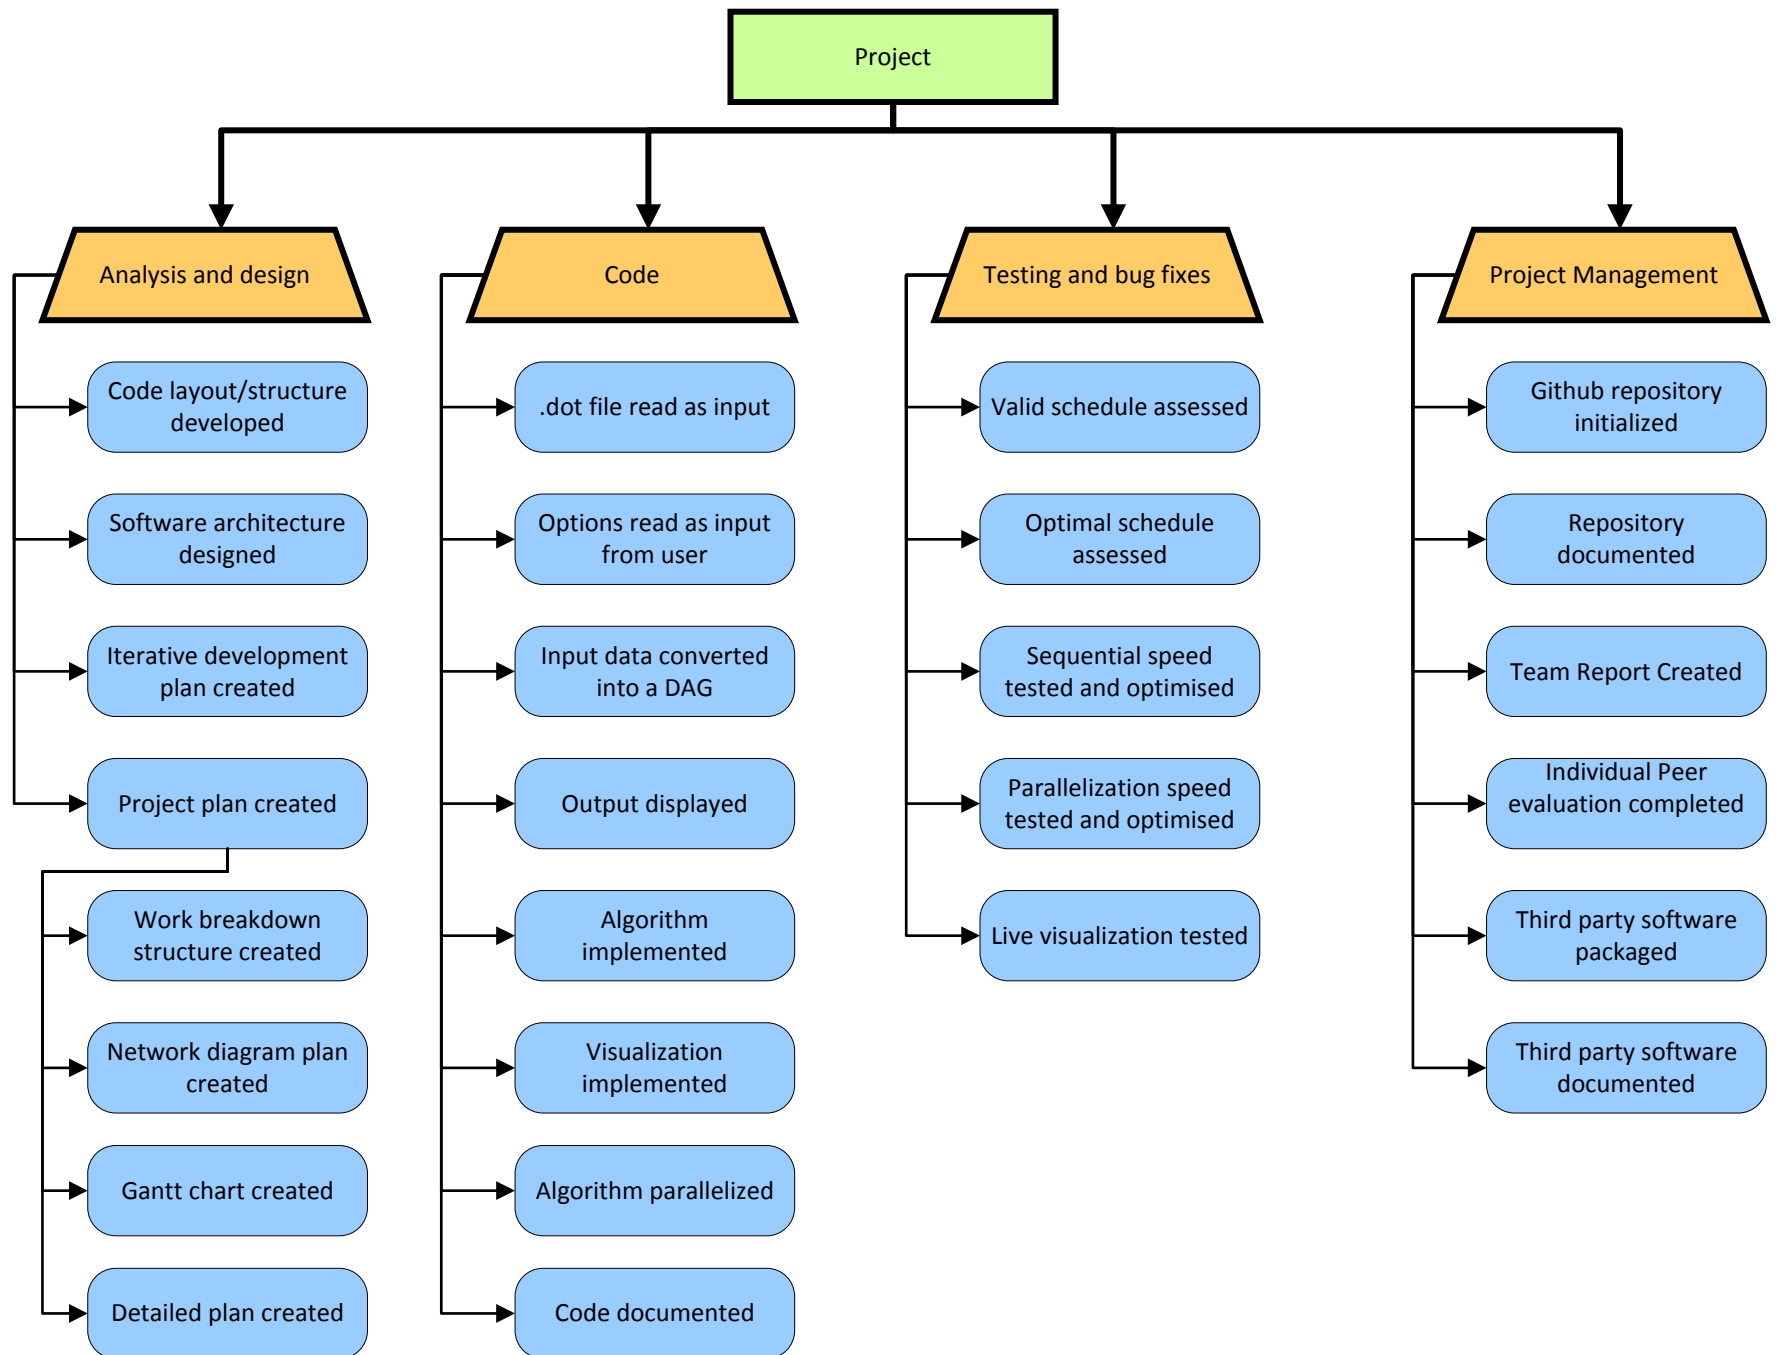 Project
Analysis and design
Code layout/structure
developed
Software architecture
designed
Iterative development
plan created
Project plan created
Work breakdown
structure created
Network diagram plan
created
Gantt chart created
Detailed plan created
Code
.dot file read as input
Options read as input
from user
Input data converted
into a DAG
Output displayed
Algorithm
implemented
Visualization
implemented
Algorithm parallelized
Code documented
Testing and bug fixes
Valid schedule assessed
Optimal schedule
assessed
Sequential speed
tested and optimised
Parallelization speed
tested and optimised
Live visualization tested
Project Management
Github repository
initialized
Repository
documented
Team Report Created
Individual Peer
evaluation completed
Third party software
packaged
Third party software
documented